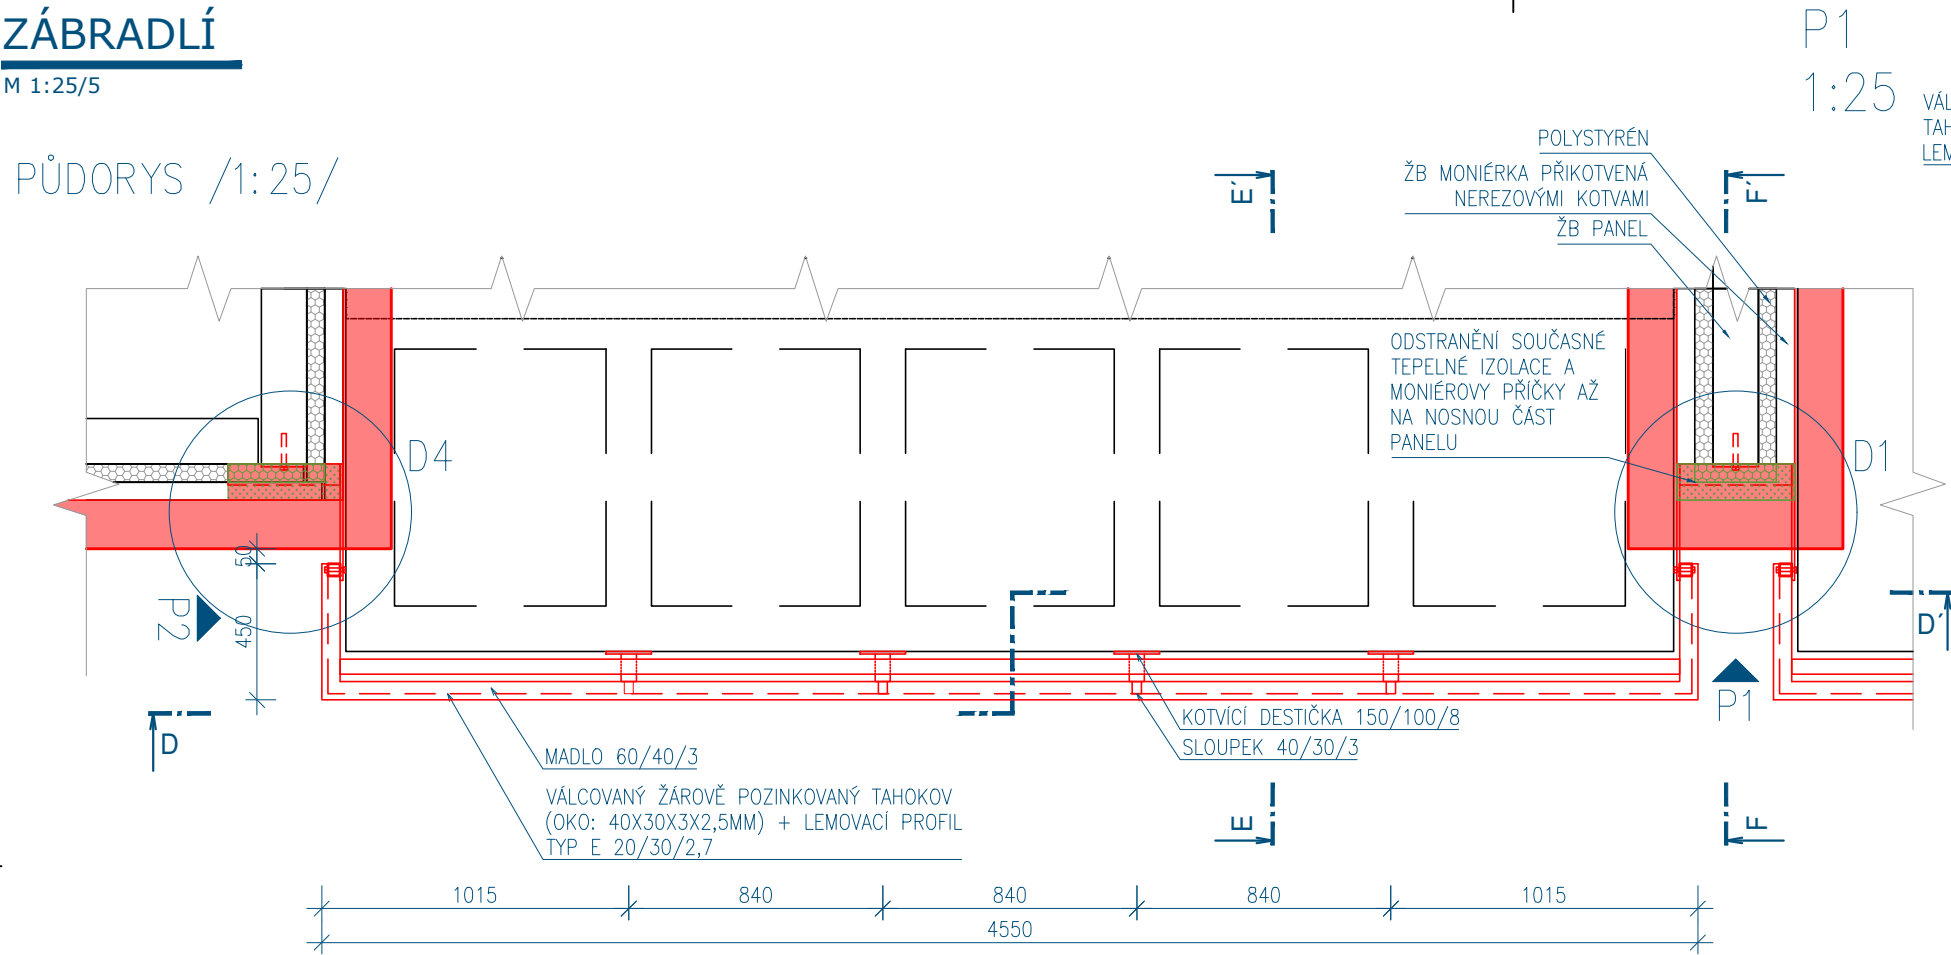 ZÁBRADLÍ
M 1:25/5
PŮDORYS /1:25/
P1
1:25
POLYSTYRÉN
ŽB MONIÉRKA PŘIKOTVENÁ
NEREZOVÝMI KOTVAMI
ŽB PANEL
E´
F´
ODSTRANĚNÍ SOUČASNÉ
TEPELNÉ IZOLACE A
MONIÉROVY PŘÍČKY AŽ
NA NOSNOU ČÁST
PANELU
D4
D1
50
450
P2
P1
D´
D
KOTVÍCÍ DESTIČKA 150/100/8
SLOUPEK 40/30/3
MADLO 60/40/3
VÁLCOVANÝ ŽÁROVĚ POZINKOVANÝ TAHOKOV
(OKO: 40X30X3X2,5MM) + LEMOVACÍ PROFIL
TYP E 20/30/2,7
E
F
1015
840
840
840
1015
4550